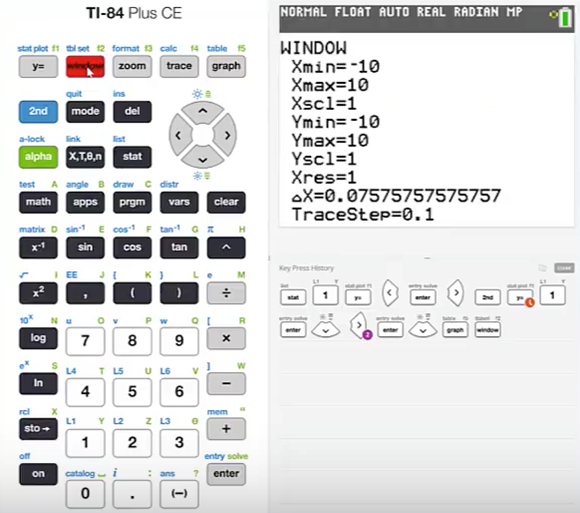 TI-84 Plus CE
stat plot f1 tbl set f2 format f3 calc f4 table f5
y= window zoom trace graph
quit ins
2nd mode del
a-lock link list
alpha X,T,θ,n stat
test A angle B draw C distr
math apps prgm vars clear
matrix D sin⁻¹ E cos⁻¹ F tan⁻¹ G π H
x⁻¹ sin cos tan ^
√ I EE J { K } L e M
x² , ( ) ÷
10ˣ N u O v P w Q [ R
log 7 8 9 ×
eˣ S L4 T L5 U L6 V ] W
ln 4 5 6 −
rcl X L1 Y L2 Z L3 θ mem "
sto→ 1 2 3 +
off catalog i : ans ? entry solve
on 0 . (−) enter
NORMAL FLOAT AUTO REAL RADIAN MP
WINDOW
Xmin=-10
Xmax=10
Xscl=1
Ymin=-10
Ymax=10
Yscl=1
Xres=1
△X=0.07575757575757
TraceStep=0.1
Key Press History
CLEAR
list L1 Y stat plot f1 entry solve stat plot f1 L1 Y
stat 1 y= < enter > 2nd y= 1
entry solve entry solve table f5 tblset f2
enter > 2 enter graph window